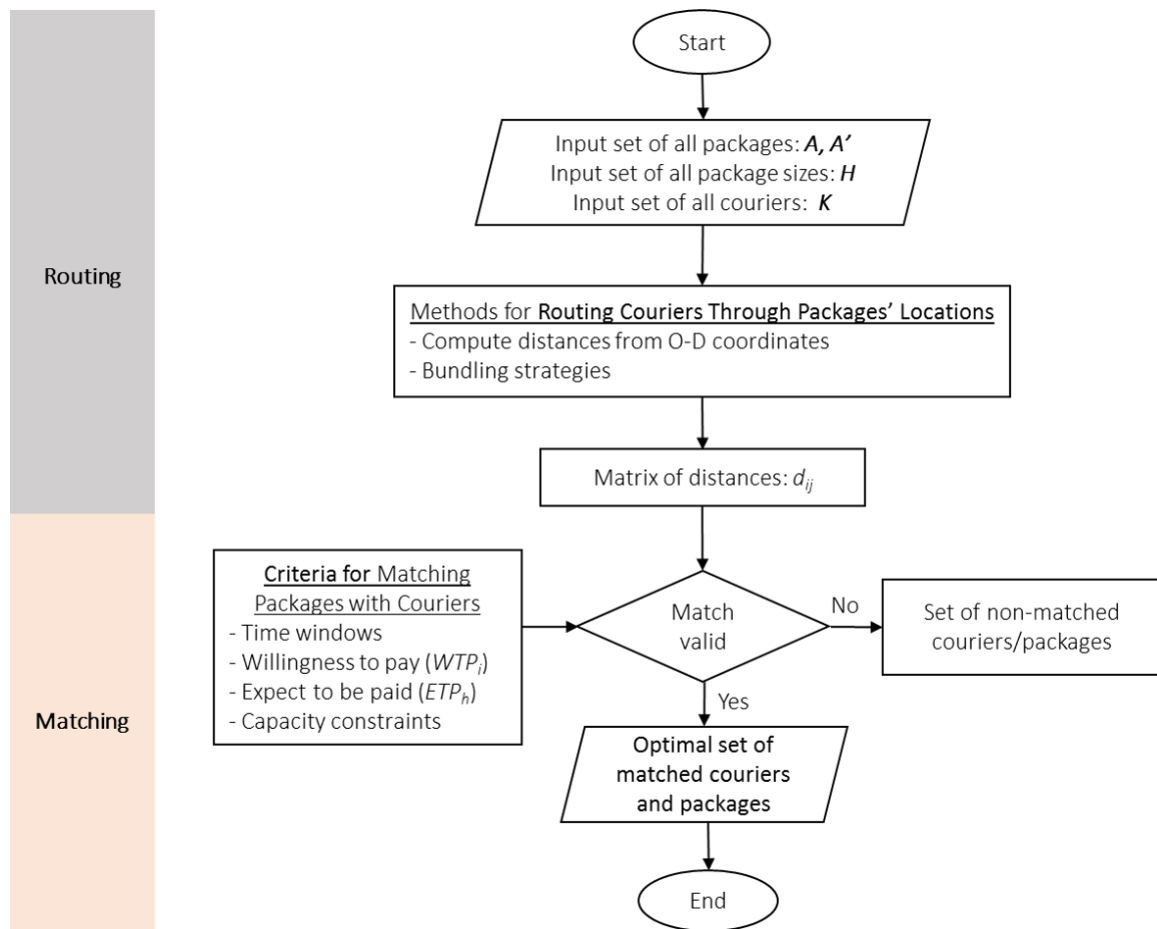 Start
Input set of all packages: A, A’
Input set of all package sizes: H
Input set of all couriers: K
Routing
Methods for Routing Couriers Through Packages’ Locations
- Compute distances from O-D coordinates
- Bundling strategies
Matrix of distances: dij
Matching
Criteria for Matching
Packages with Couriers
- Time windows
- Willingness to pay (WTPi)
- Expect to be paid (ETPh)
- Capacity constraints
Match
valid
No
Set of non-matched
couriers/packages
Yes
Optimal set of
matched couriers
and packages
End